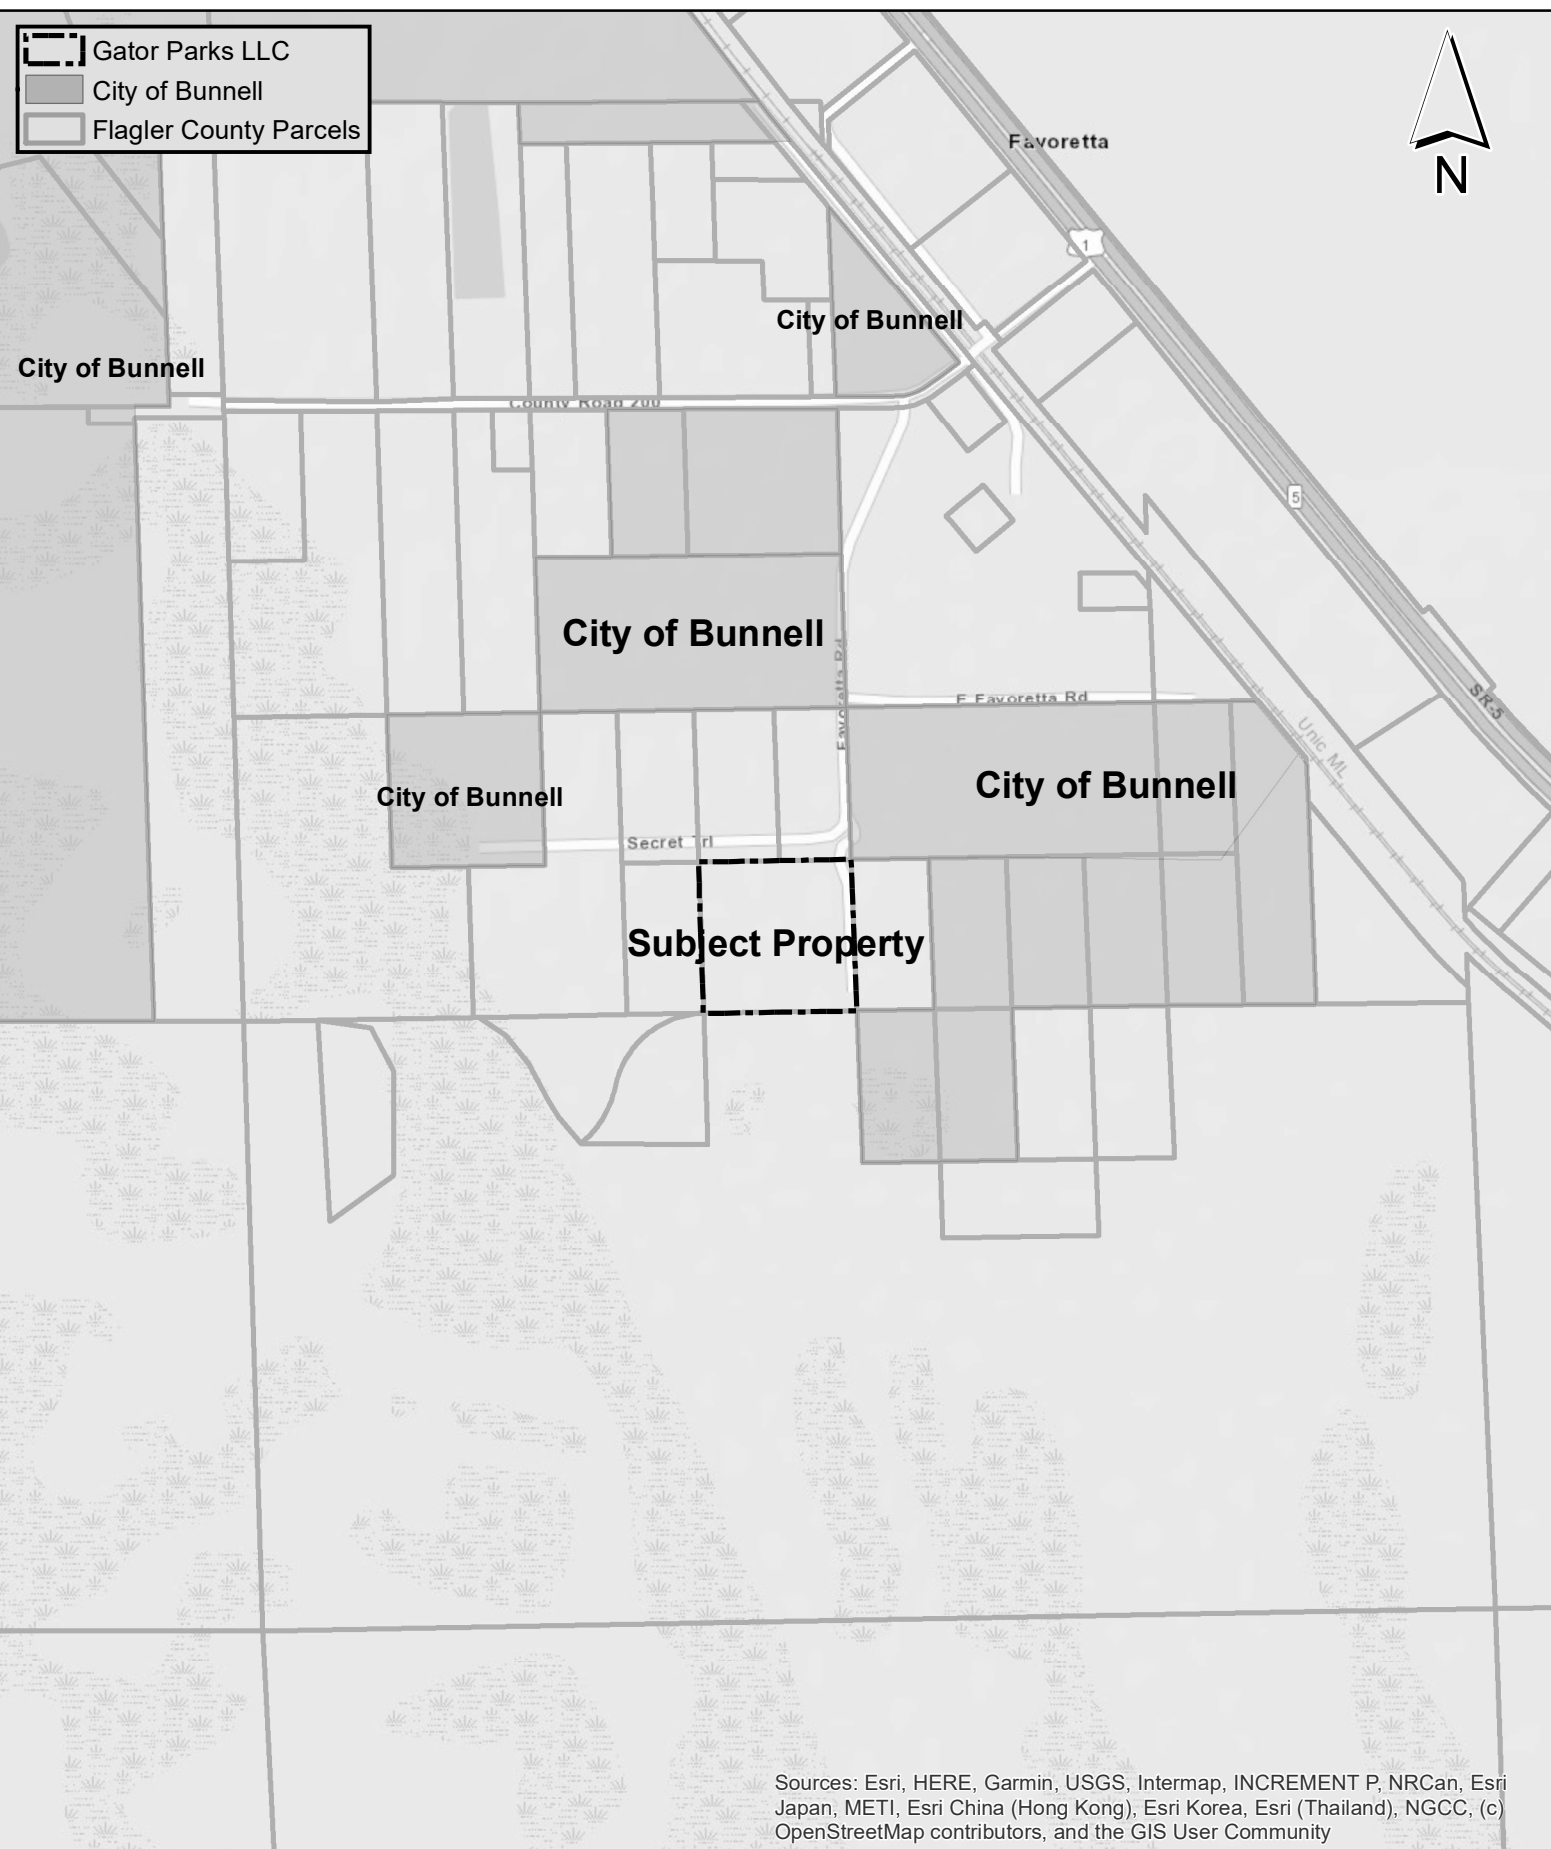 Gator Parks LLC
City of Bunnell
Flagler County Parcels
N
Favoretta
1
City of Bunnell
City of Bunnell
County Road 200
5
City of Bunnell
Favoretta Rd
E Favoretta Rd
SR-5
Unic ML
City of Bunnell
City of Bunnell
Secret Trl
Subject Property
Sources: Esri, HERE, Garmin, USGS, Intermap, INCREMENT P, NRCan, Esri
Japan, METI, Esri China (Hong Kong), Esri Korea, Esri (Thailand), NGCC, (c)
OpenStreetMap contributors, and the GIS User Community